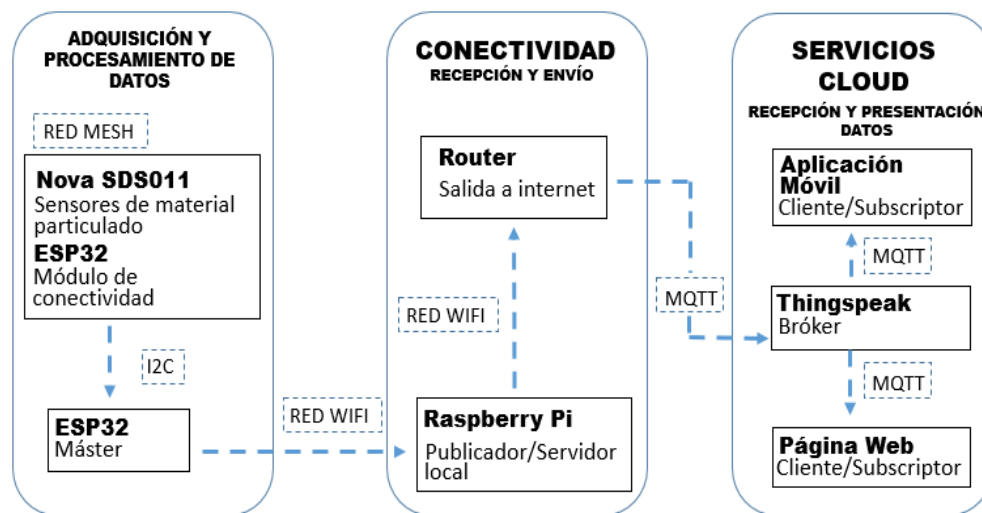 ADQUISICIÓN Y
PROCESAMIENTO DE
DATOS
RED MESH
Nova SDS011
Sensores de material
particulado
ESP32
Módulo de
conectividad
I2C
ESP32
Máster
RED WIFI
CONECTIVIDAD
RECEPCIÓN Y ENVÍO
Router
Salida a internet
RED WIFI
Raspberry Pi
Publicador/Servidor
local
MQTT
SERVICIOS
CLOUD
RECEPCIÓN Y PRESENTACIÓN
DATOS
Aplicación
Móvil
Cliente/Subscriptor
MQTT
Thingspeak
Bróker
MQTT
Página Web
Cliente/Subscriptor